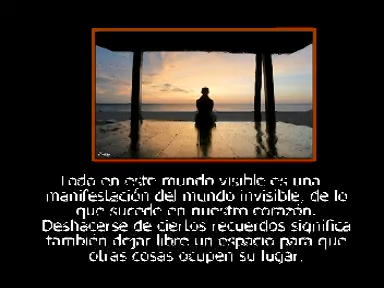 Todo en este mundo visible es una
manifestación del mundo invisible, de lo
que sucede en nuestro corazón.
Deshacerse de ciertos recuerdos significa
también dejar libre un espacio para que
otras cosas ocupen su lugar.